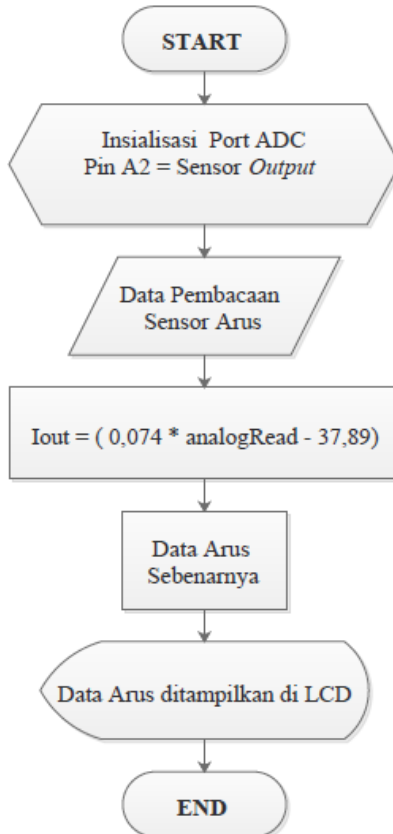 START
Insialisasi Port ADC
Pin A2 = Sensor Output
Data Pembacaan
Sensor Arus
Iout = ( 0,074 * analogRead - 37,89)
Data Arus
Sebenarnya
Data Arus ditampilkan di LCD
END